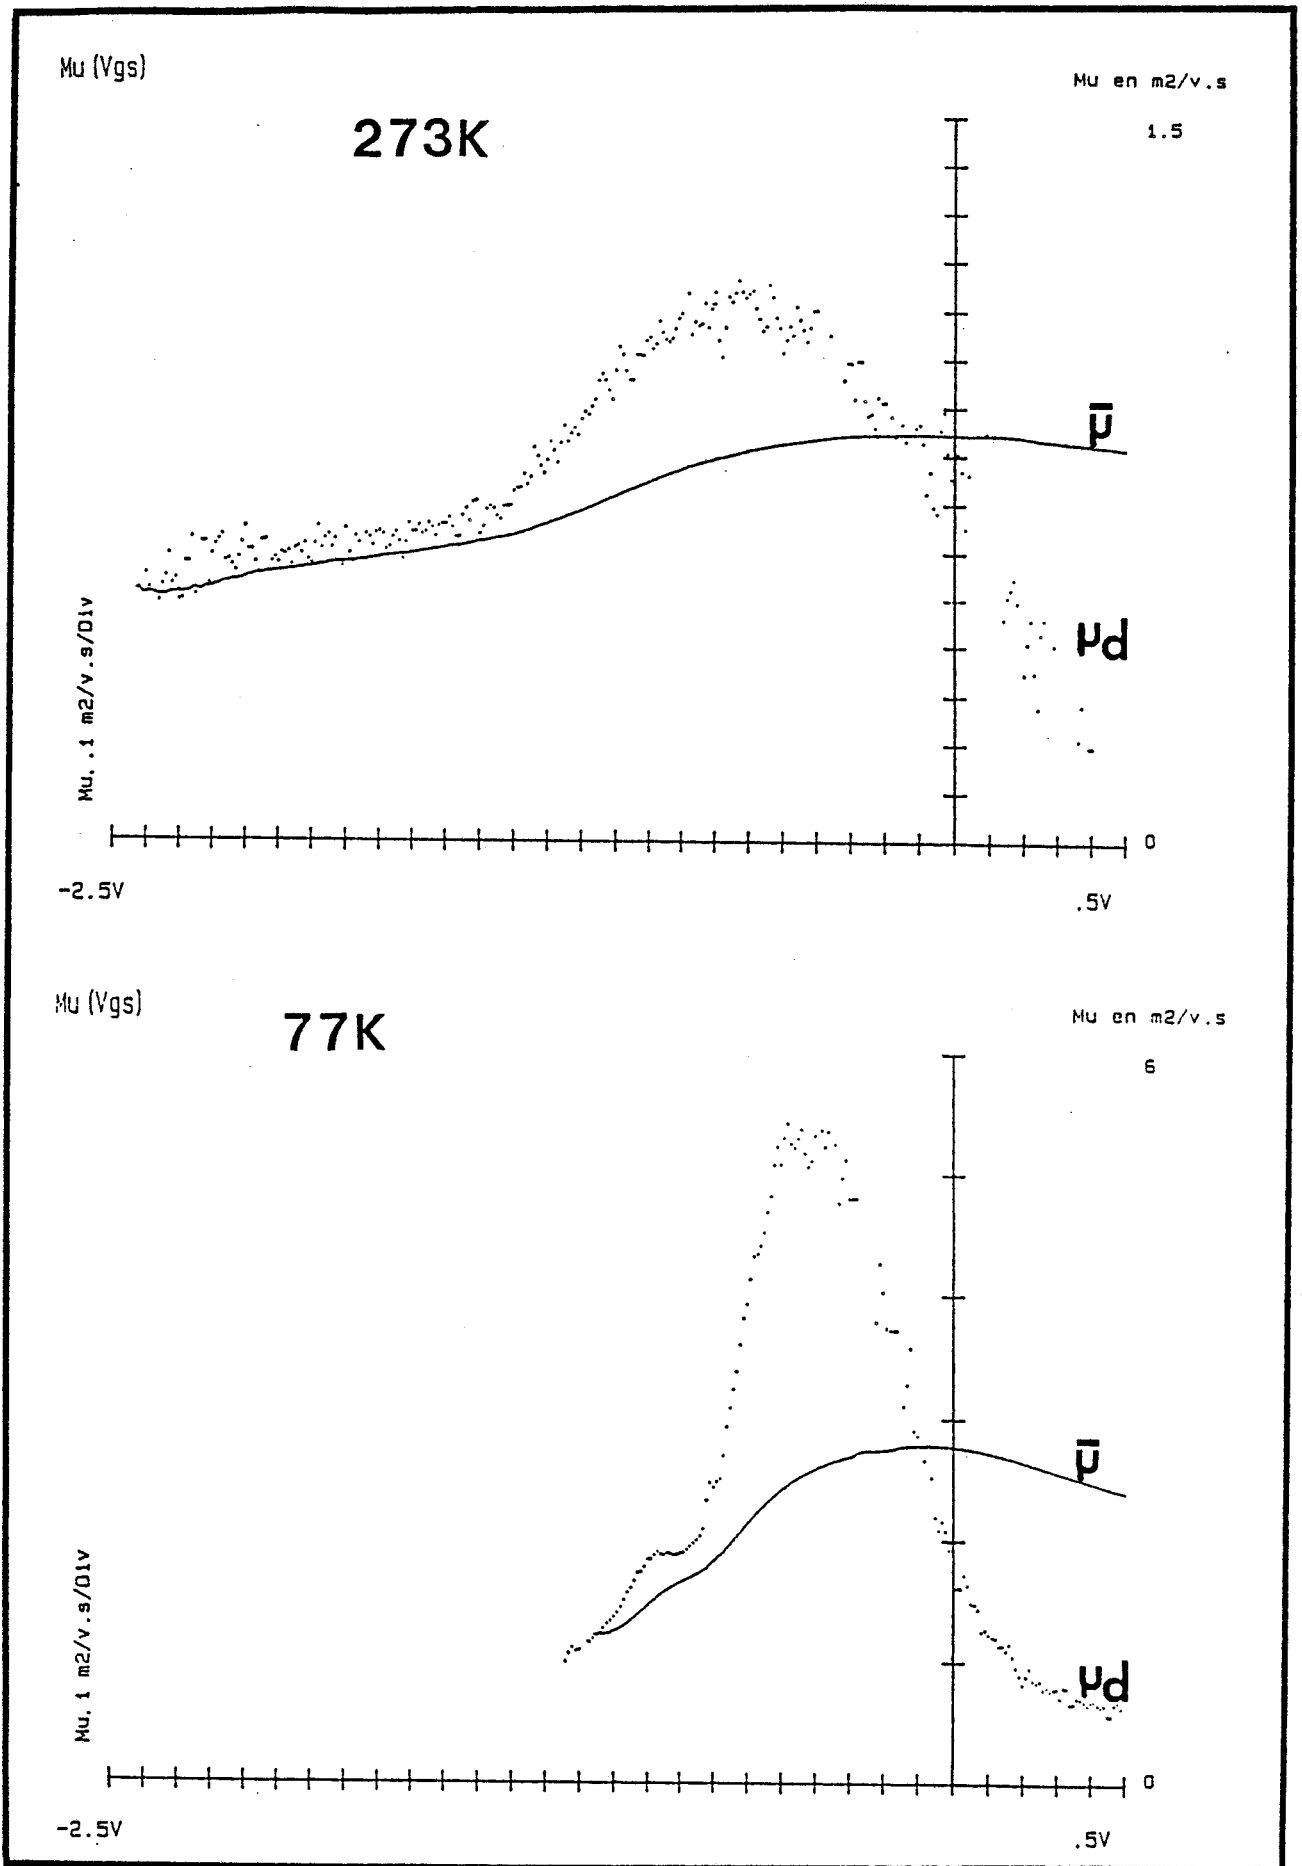 Mu (Vgs)
Mu en m2/v.s
273K
1.5
μ̄
μd
Mu, .1 m2/v.s/Div
0
-2.5V
.5V
Mu (Vgs)
77K
Mu en m2/v.s
6
μ̄
μd
Mu, 1 m2/v.s/Div
0
-2.5V
.5V